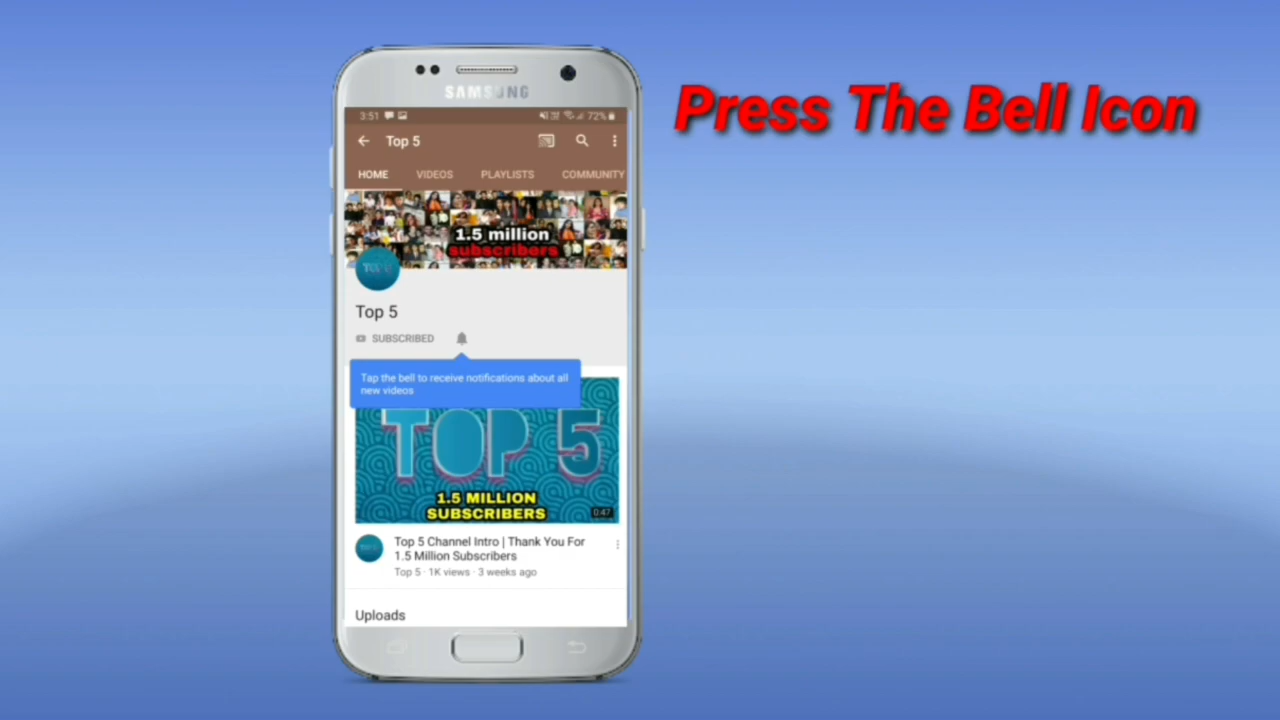 Press The Bell Icon
SAMSUNG
3:51
72%
Top 5
HOME VIDEOS PLAYLISTS COMMUNITY
1.5 million
subscribers
TOP 5
Top 5
SUBSCRIBED
Tap the bell to receive notifications about all
new videos
TOP 5
1.5 MILLION
SUBSCRIBERS
0:47
Top 5 Channel Intro | Thank You For
1.5 Million Subscribers
Top 5 · 1K views · 3 weeks ago
Uploads